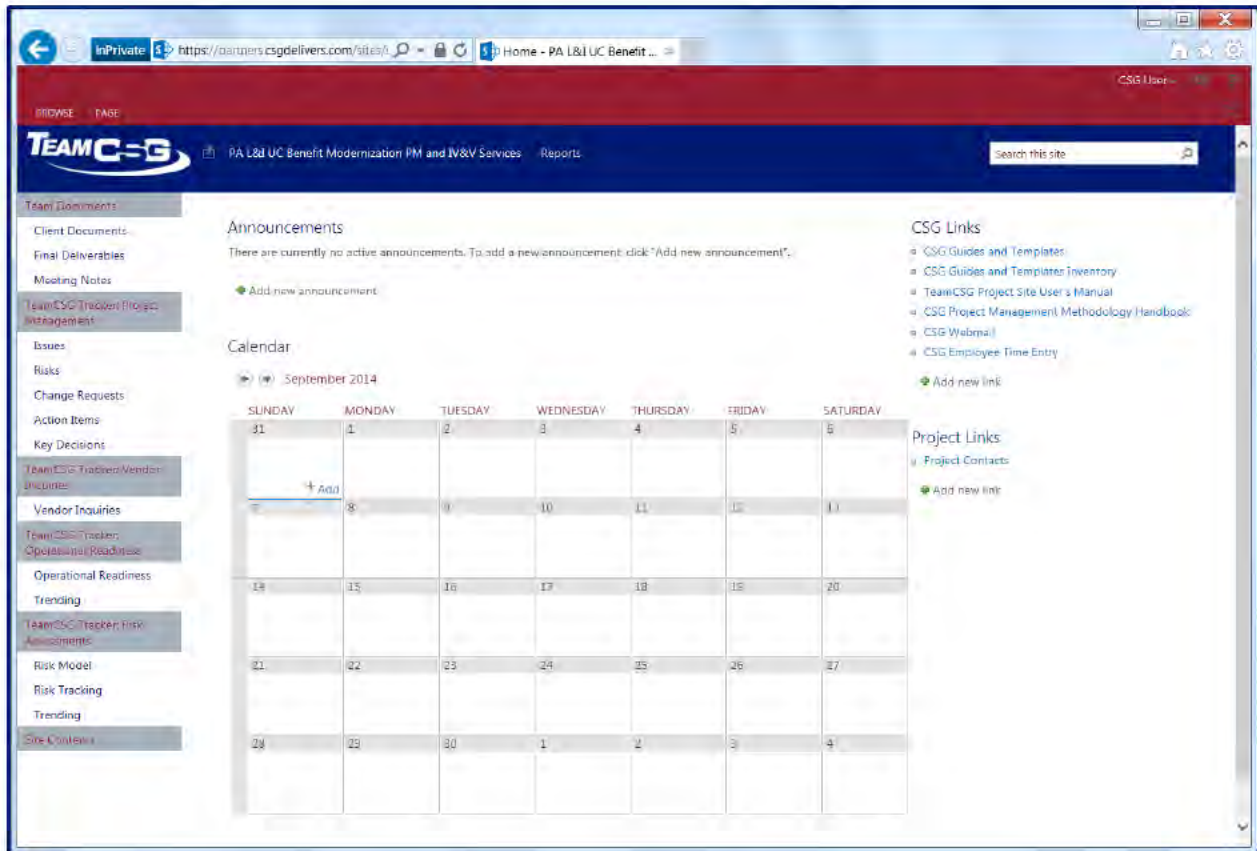 InPrivate https://partners.csgdelivers.com/sites/ Home - PA L&I UC Benefit ...
CSG User
BROWSE PAGE
TEAMCSG PA L&I UC Benefit Modernization PM and IV&V Services Reports Search this site
Team Documents
Client Documents
Final Deliverables
Meeting Notes
TeamCSG Tracker: Project
Management
Issues
Risks
Change Requests
Action Items
Key Decisions
TeamCSG Tracker: Vendor
Inquiries
Vendor Inquiries
TeamCSG Tracker:
Operational Readiness
Operational Readiness
Trending
TeamCSG Tracker: Risk
Assessments
Risk Model
Risk Tracking
Trending
Site Contents
Announcements
There are currently no active announcements. To add a new announcement, click "Add new announcement".
Add new announcement
Calendar
September 2014
SUNDAY MONDAY TUESDAY WEDNESDAY THURSDAY FRIDAY SATURDAY
31 1 2 3 4 5 6
+ Add
7 8 9 10 11 12 13
14 15 16 17 18 19 20
21 22 23 24 25 26 27
28 29 30 1 2 3 4
CSG Links
CSG Guides and Templates
CSG Guides and Templates Inventory
TeamCSG Project Site User's Manual
CSG Project Management Methodology Handbook
CSG Webmail
CSG Employee Time Entry
Add new link
Project Links
Project Contacts
Add new link